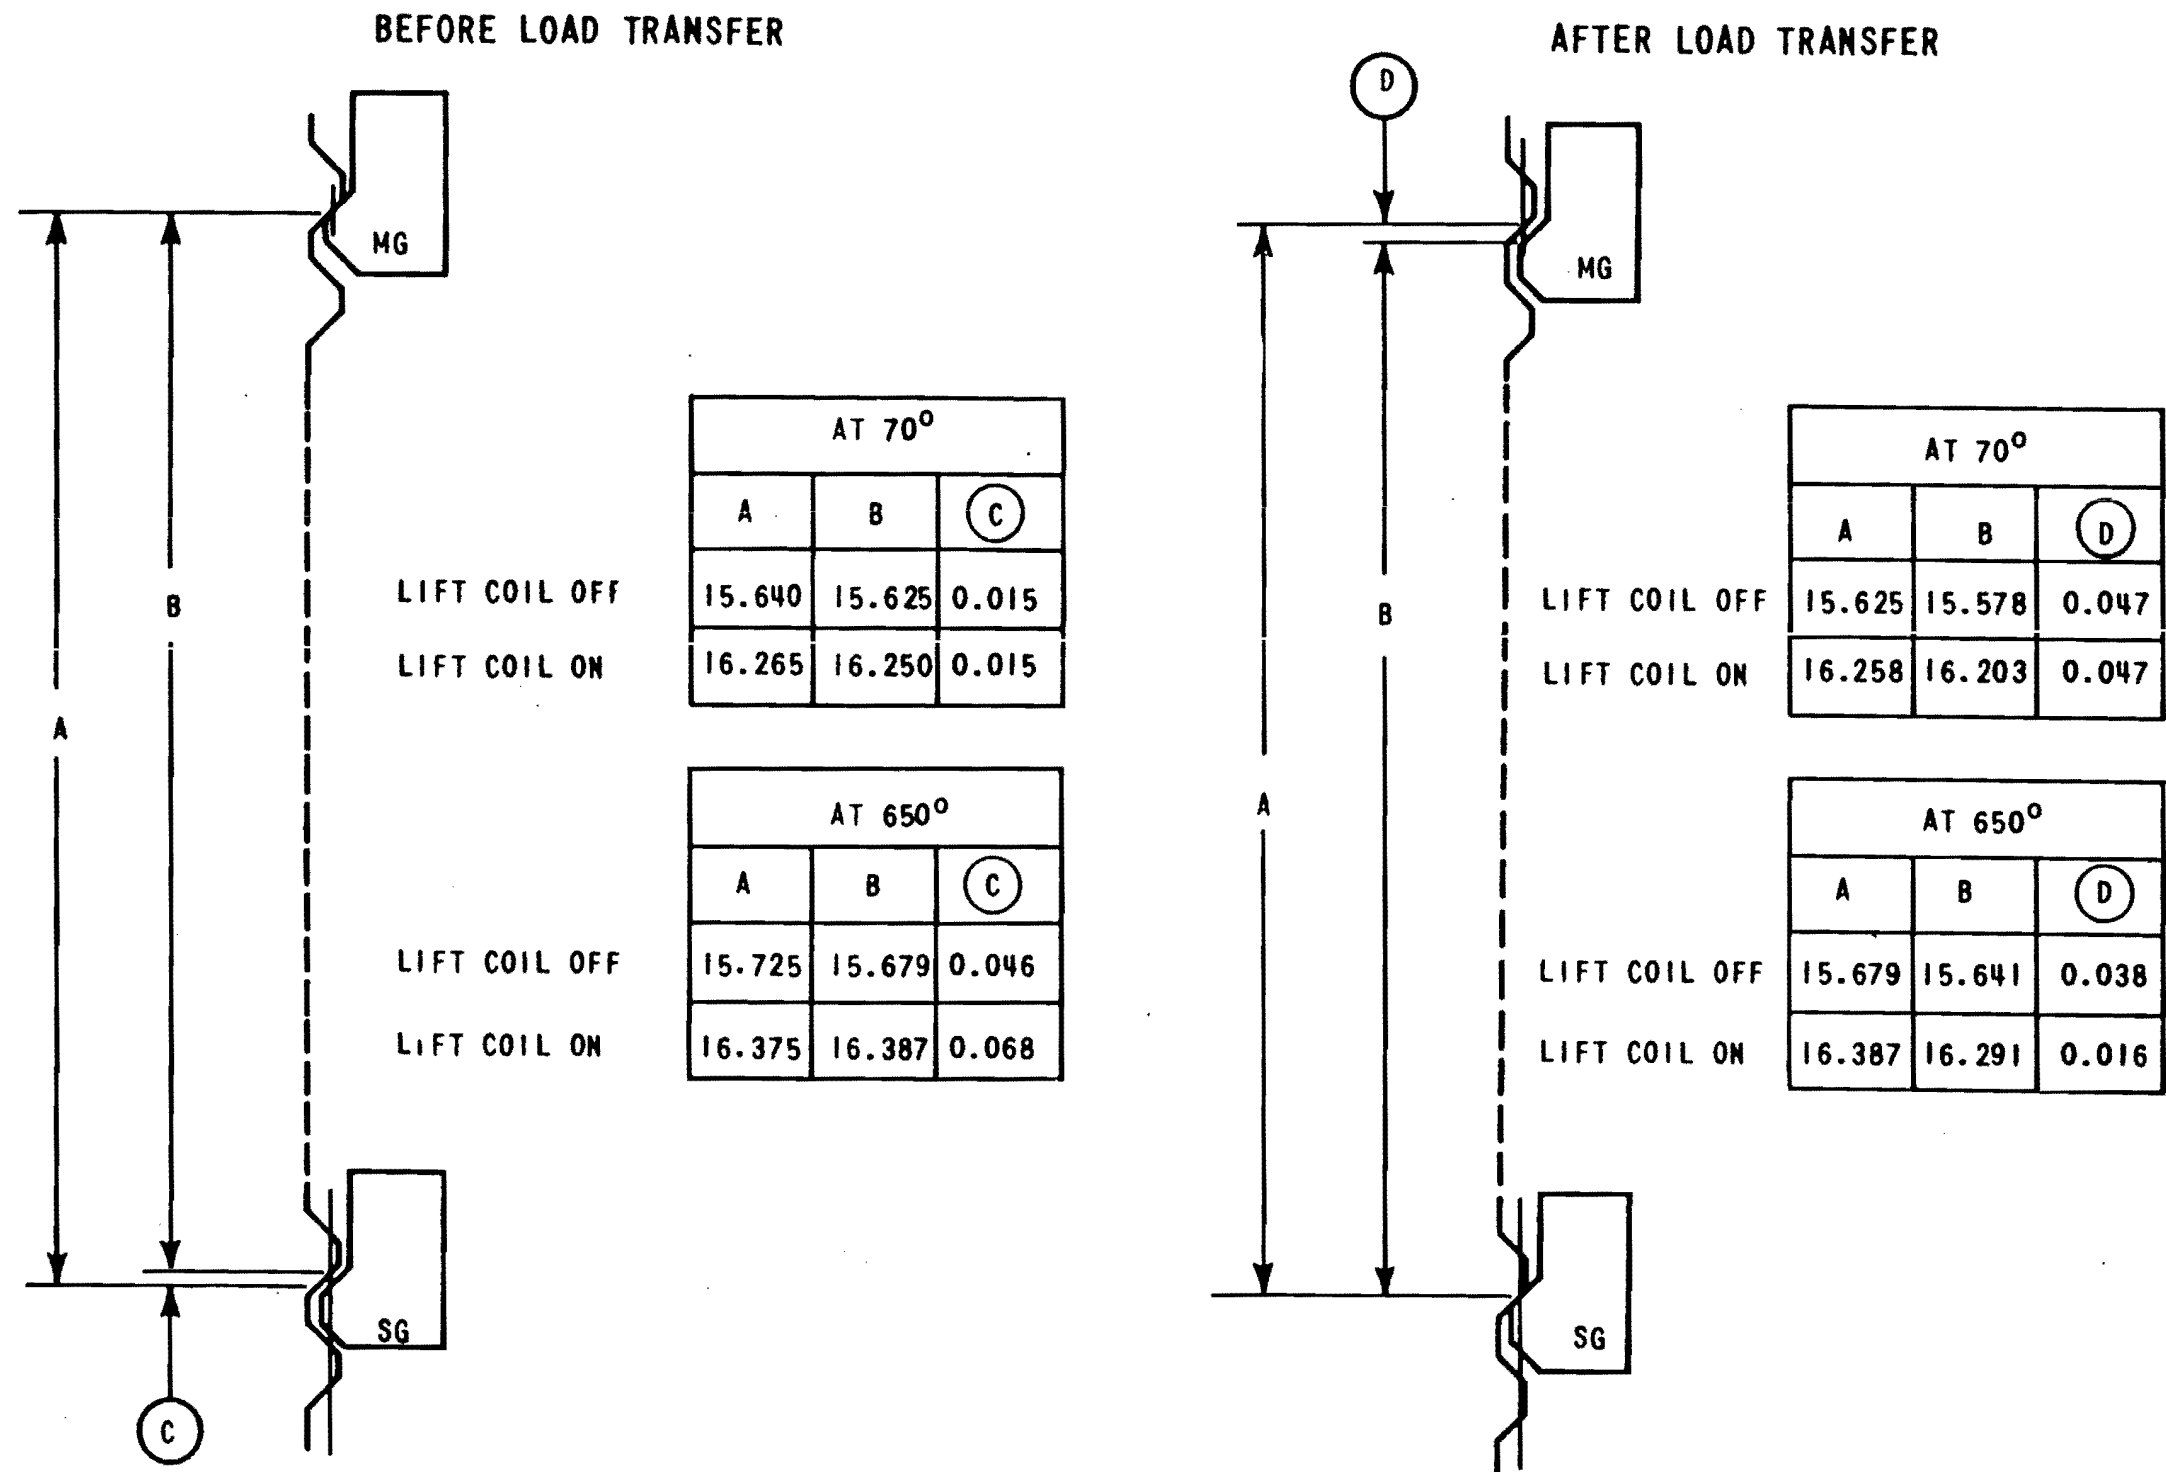 BEFORE LOAD TRANSFER
MG
A
B
AT 70°
A B C
LIFT COIL OFF 15.640 15.625 0.015
LIFT COIL ON 16.265 16.250 0.015
AT 650°
A B C
LIFT COIL OFF 15.725 15.679 0.046
LIFT COIL ON 16.375 16.387 0.068
SG
C
AFTER LOAD TRANSFER
D
MG
A
B
AT 70°
A B D
LIFT COIL OFF 15.625 15.578 0.047
LIFT COIL ON 16.258 16.203 0.047
AT 650°
A B D
LIFT COIL OFF 15.679 15.641 0.038
LIFT COIL ON 16.387 16.291 0.016
SG